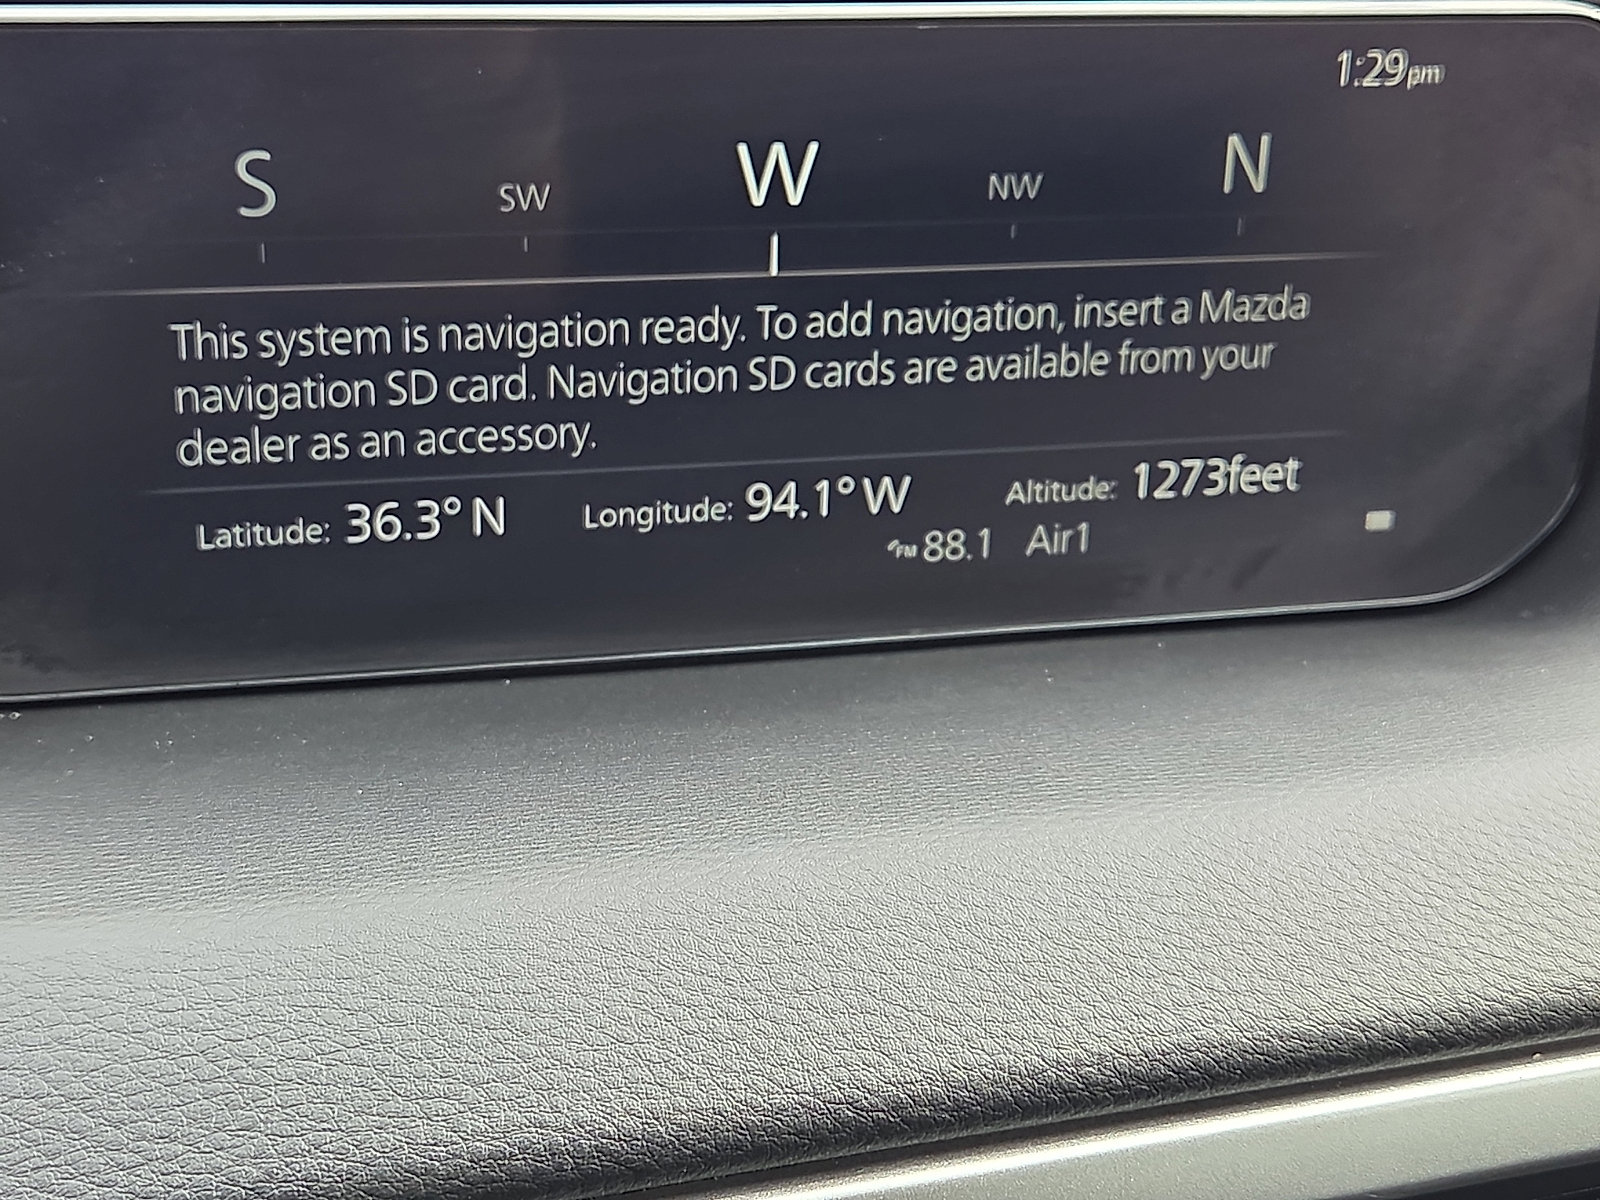 1:29pm
S SW W NW N
This system is navigation ready. To add navigation, insert a Mazda
navigation SD card. Navigation SD cards are available from your
dealer as an accessory.
Latitude: 36.3° N Longitude: 94.1° W Altitude: 1273feet
FM 88.1 Air1